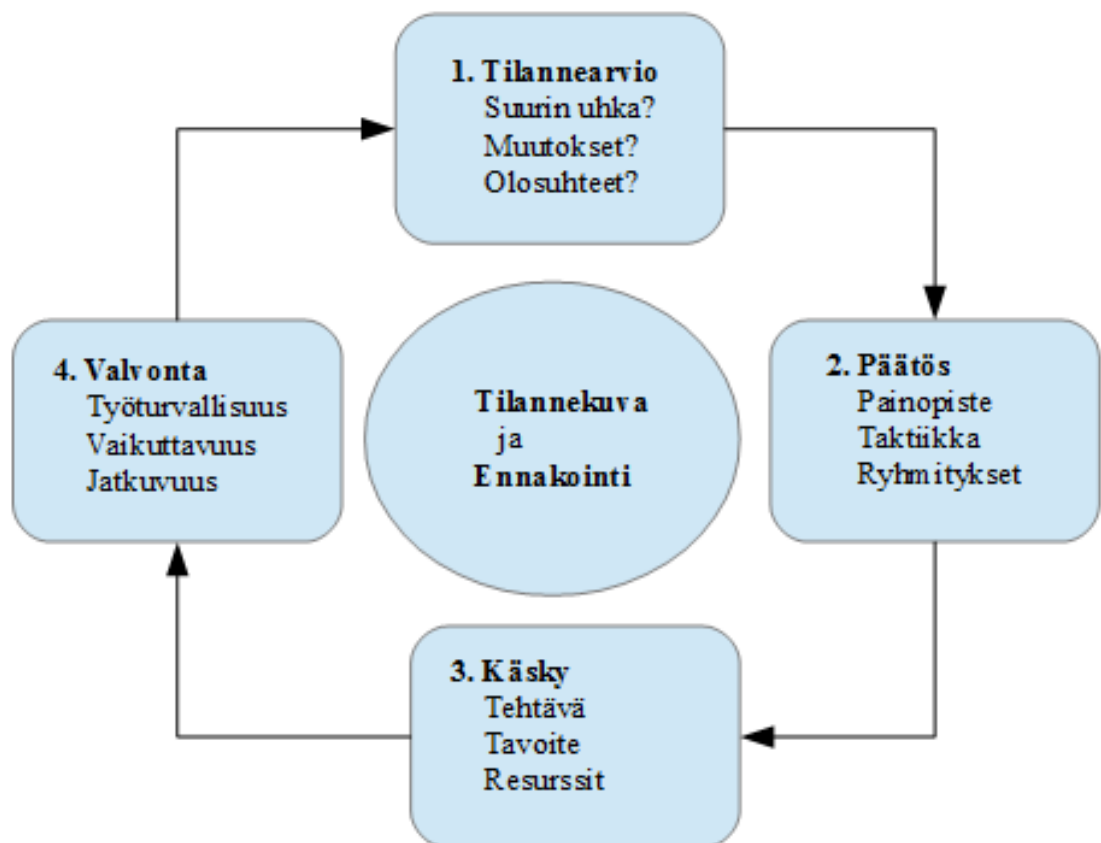 1. Tilannearvio
Suurin uhka?
Muutokset?
Olosuhteet?
2. Päätös
Painopiste
Taktiikka
Ryhmitykset
3. Käsky
Tehtävä
Tavoite
Resurssit
4. Valvonta
Työturvallisuus
Vaikuttavuus
Jatkuvuus
Tilannekuva
ja
Ennakointi